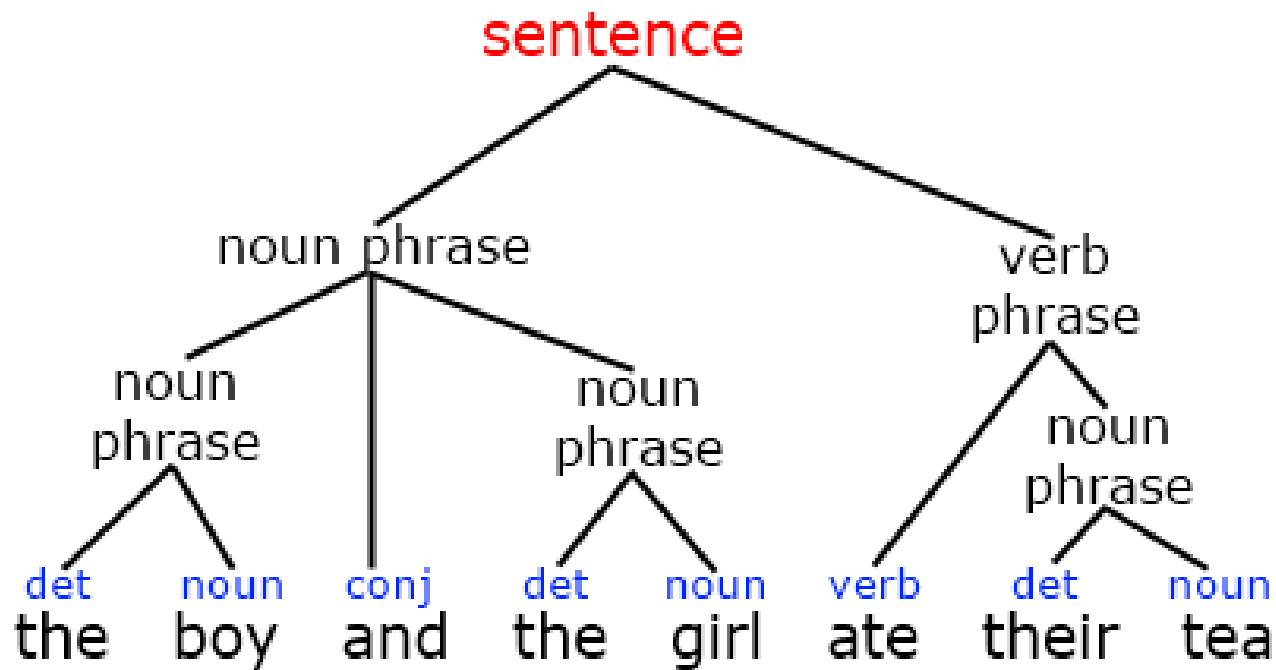 sentence
noun phrase
verb
phrase
noun
phrase
noun
phrase
noun
phrase
det noun conj det noun verb det noun
the boy and the girl ate their tea